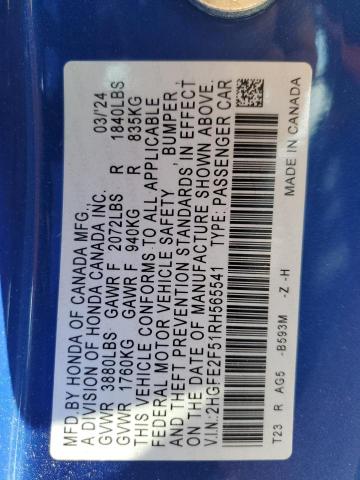 MFD.BY HONDA OF CANADA MFG., 03/'24
A DIVISION OF HONDA CANADA INC.
GVWR 3880LBS GAWR F 2072LBS R 1840LBS
GVWR 1760KG GAWR F 940KG R 835KG
THIS VEHICLE CONFORMS TO ALL APPLICABLE
FEDERAL MOTOR VEHICLE SAFETY , BUMPER ,
AND THEFT PREVENTION STANDARDS IN EFFECT
ON THE DATE OF MANUFACTURE SHOWN ABOVE.
V.I.N.: 2HGFE2F51RH565541 TYPE: PASSENGER CAR
T23 R AG5 -B593M -Z -H
MADE IN CANADA